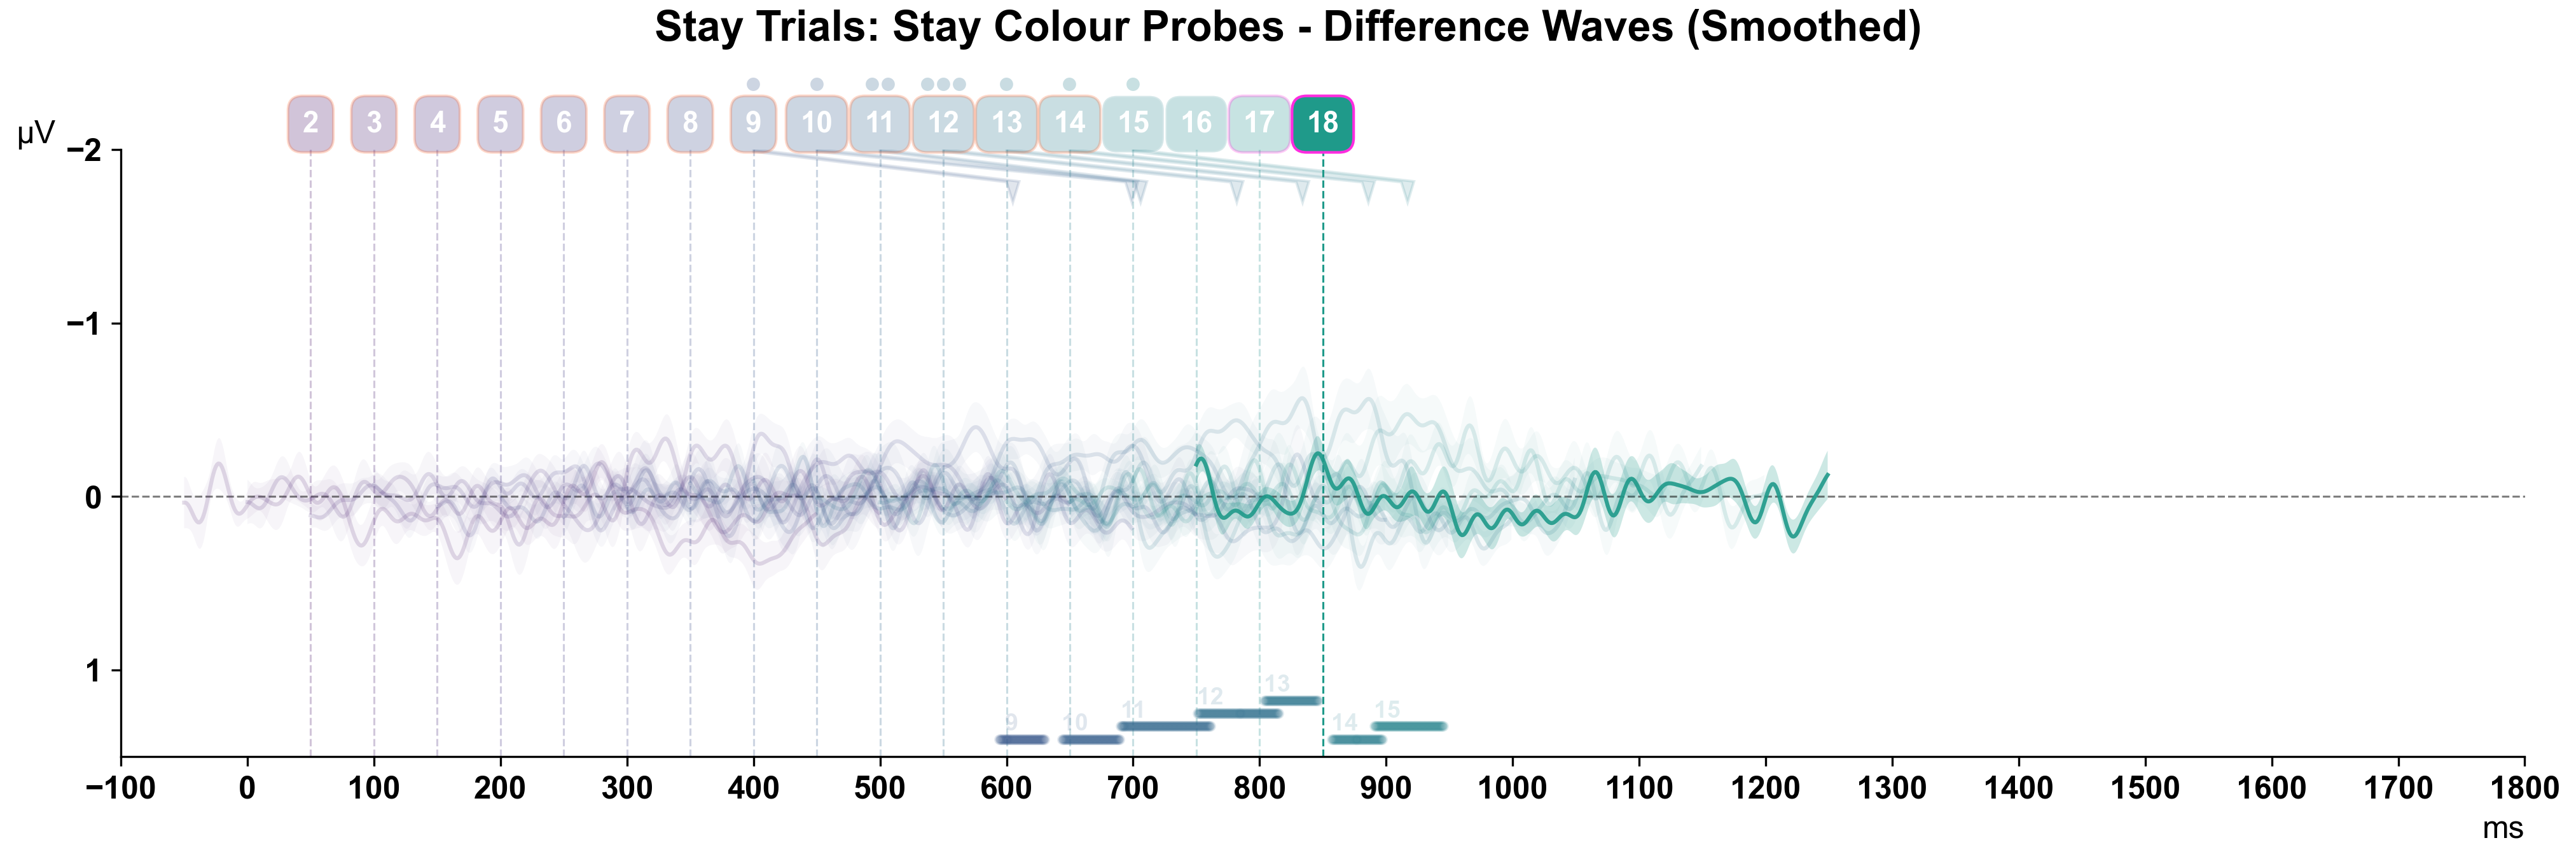 Stay Trials: Stay Colour Probes - Difference Waves (Smoothed)
2 3 4 5 6 7 8 9 10 11 12 13 14 15 16 17 18
µV
−2
−1
0
1
13
12
11 15
9 10 14
−100 0 100 200 300 400 500 600 700 800 900 1000 1100 1200 1300 1400 1500 1600 1700 1800
ms